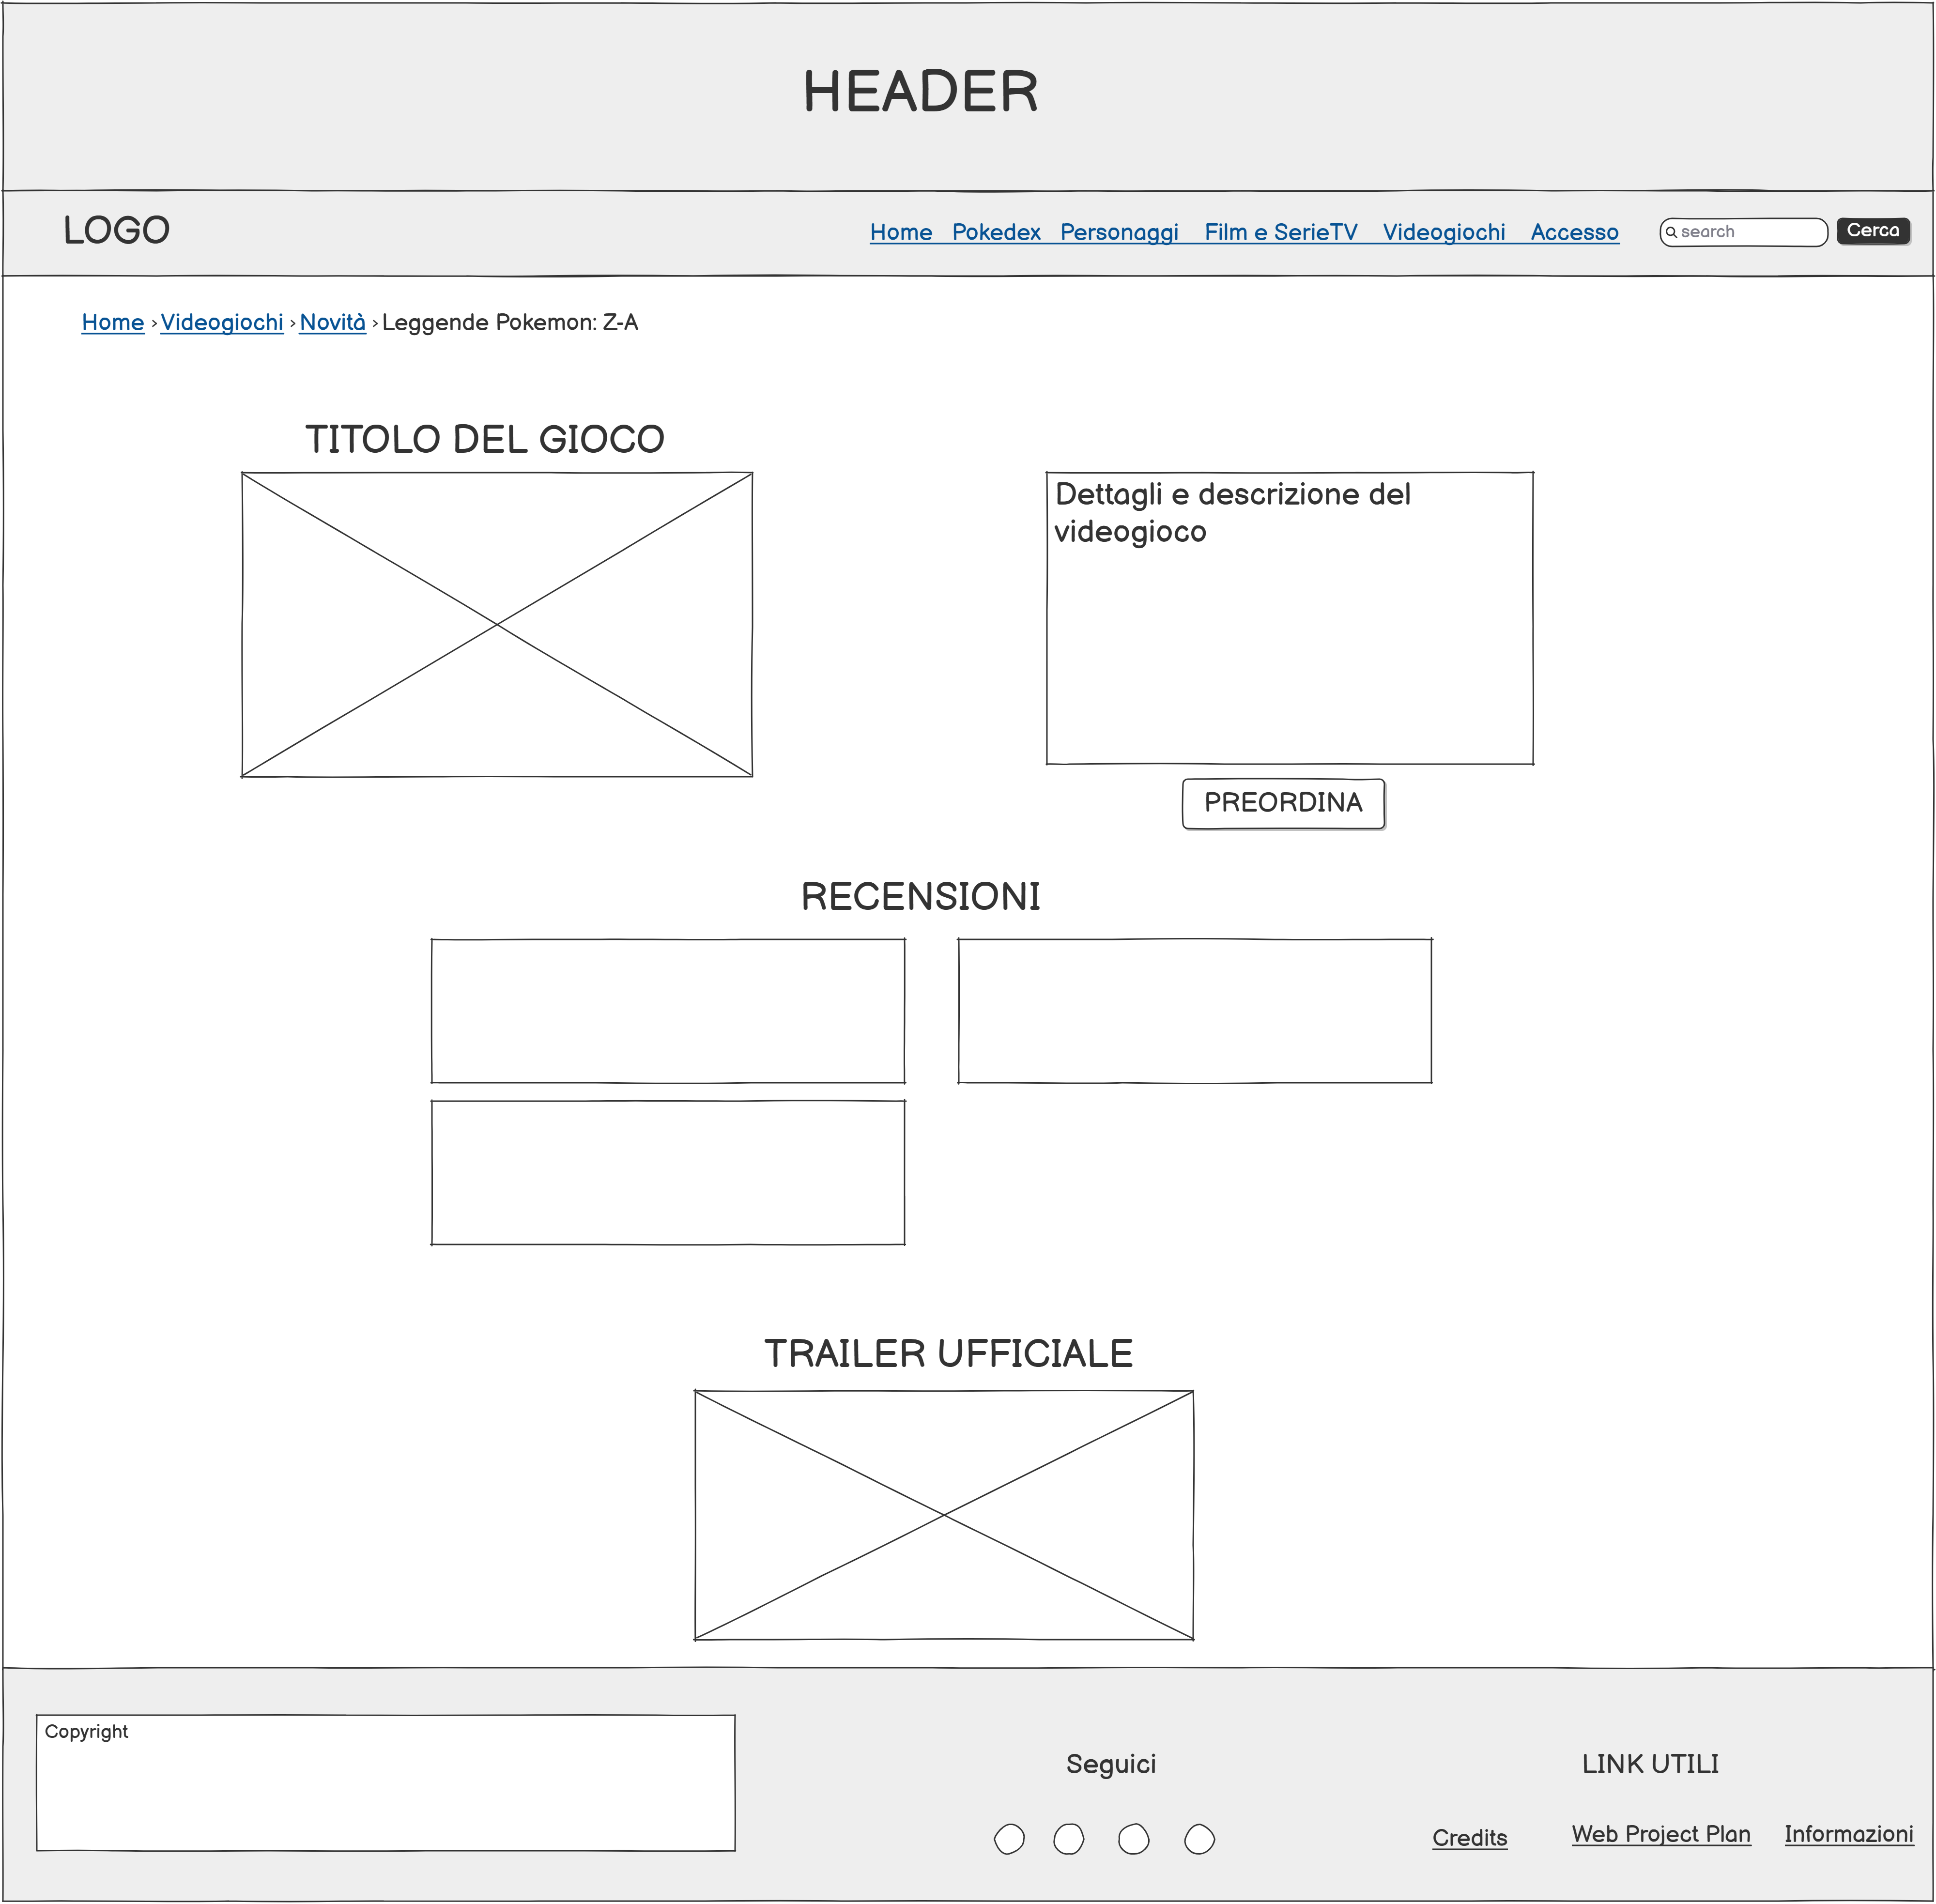 HEADER
LOGO
Home Pokedex Personaggi Film e SerieTV Videogiochi Accesso
search
Cerca
Home › Videogiochi › Novità › Leggende Pokemon: Z-A
TITOLO DEL GIOCO
Dettagli e descrizione del
videogioco
PREORDINA
RECENSIONI
TRAILER UFFICIALE
Copyright
Seguici
LINK UTILI
Credits
Web Project Plan
Informazioni